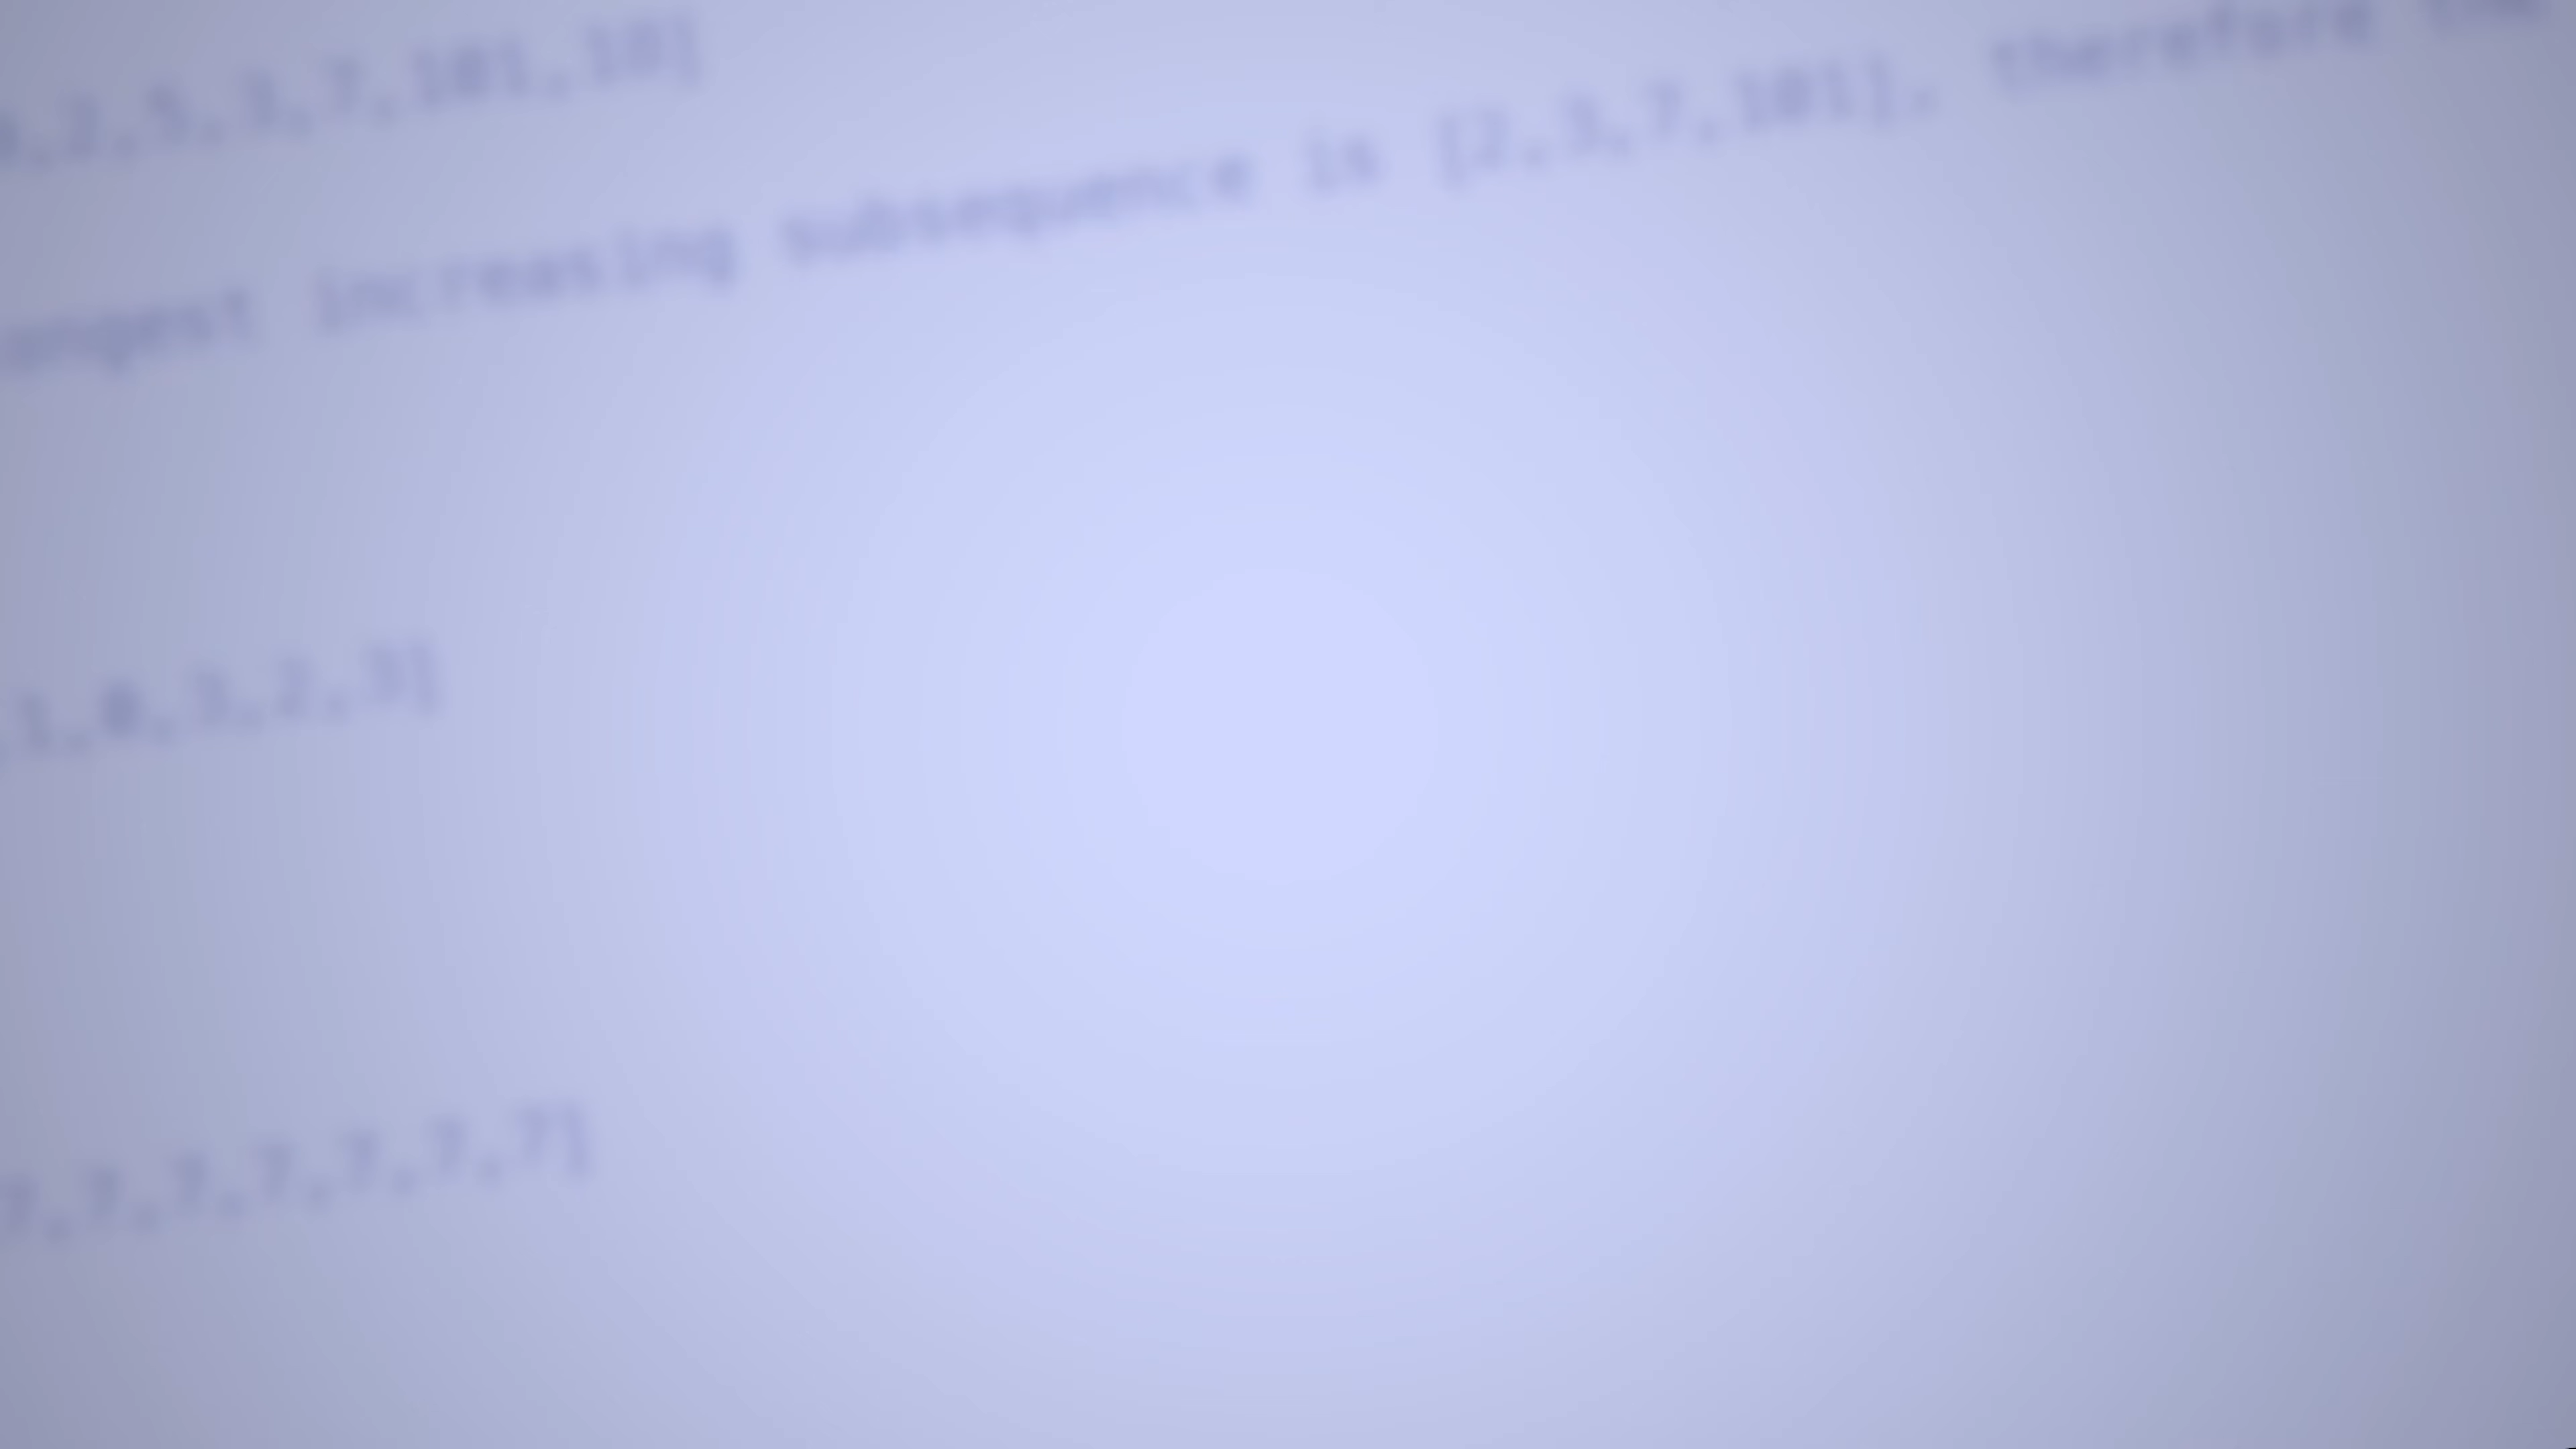 ,2,5,3,7,101,18]
ongest increasing subsequence is [2,3,7,101], therefore the
,1,0,3,2,3]
7,7,7,7,7,7,7]